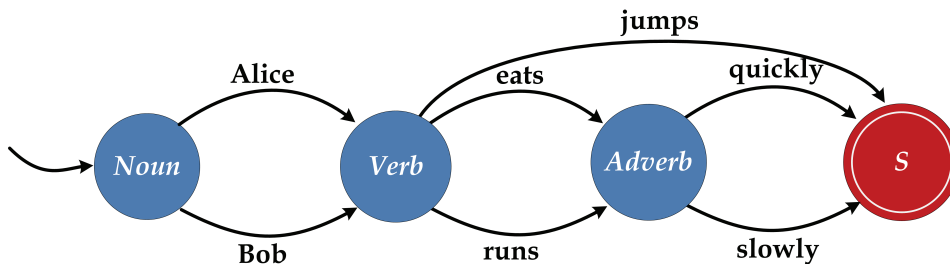 jumps
Alice
eats
quickly
Noun
Verb
Adverb
S
Bob
runs
slowly